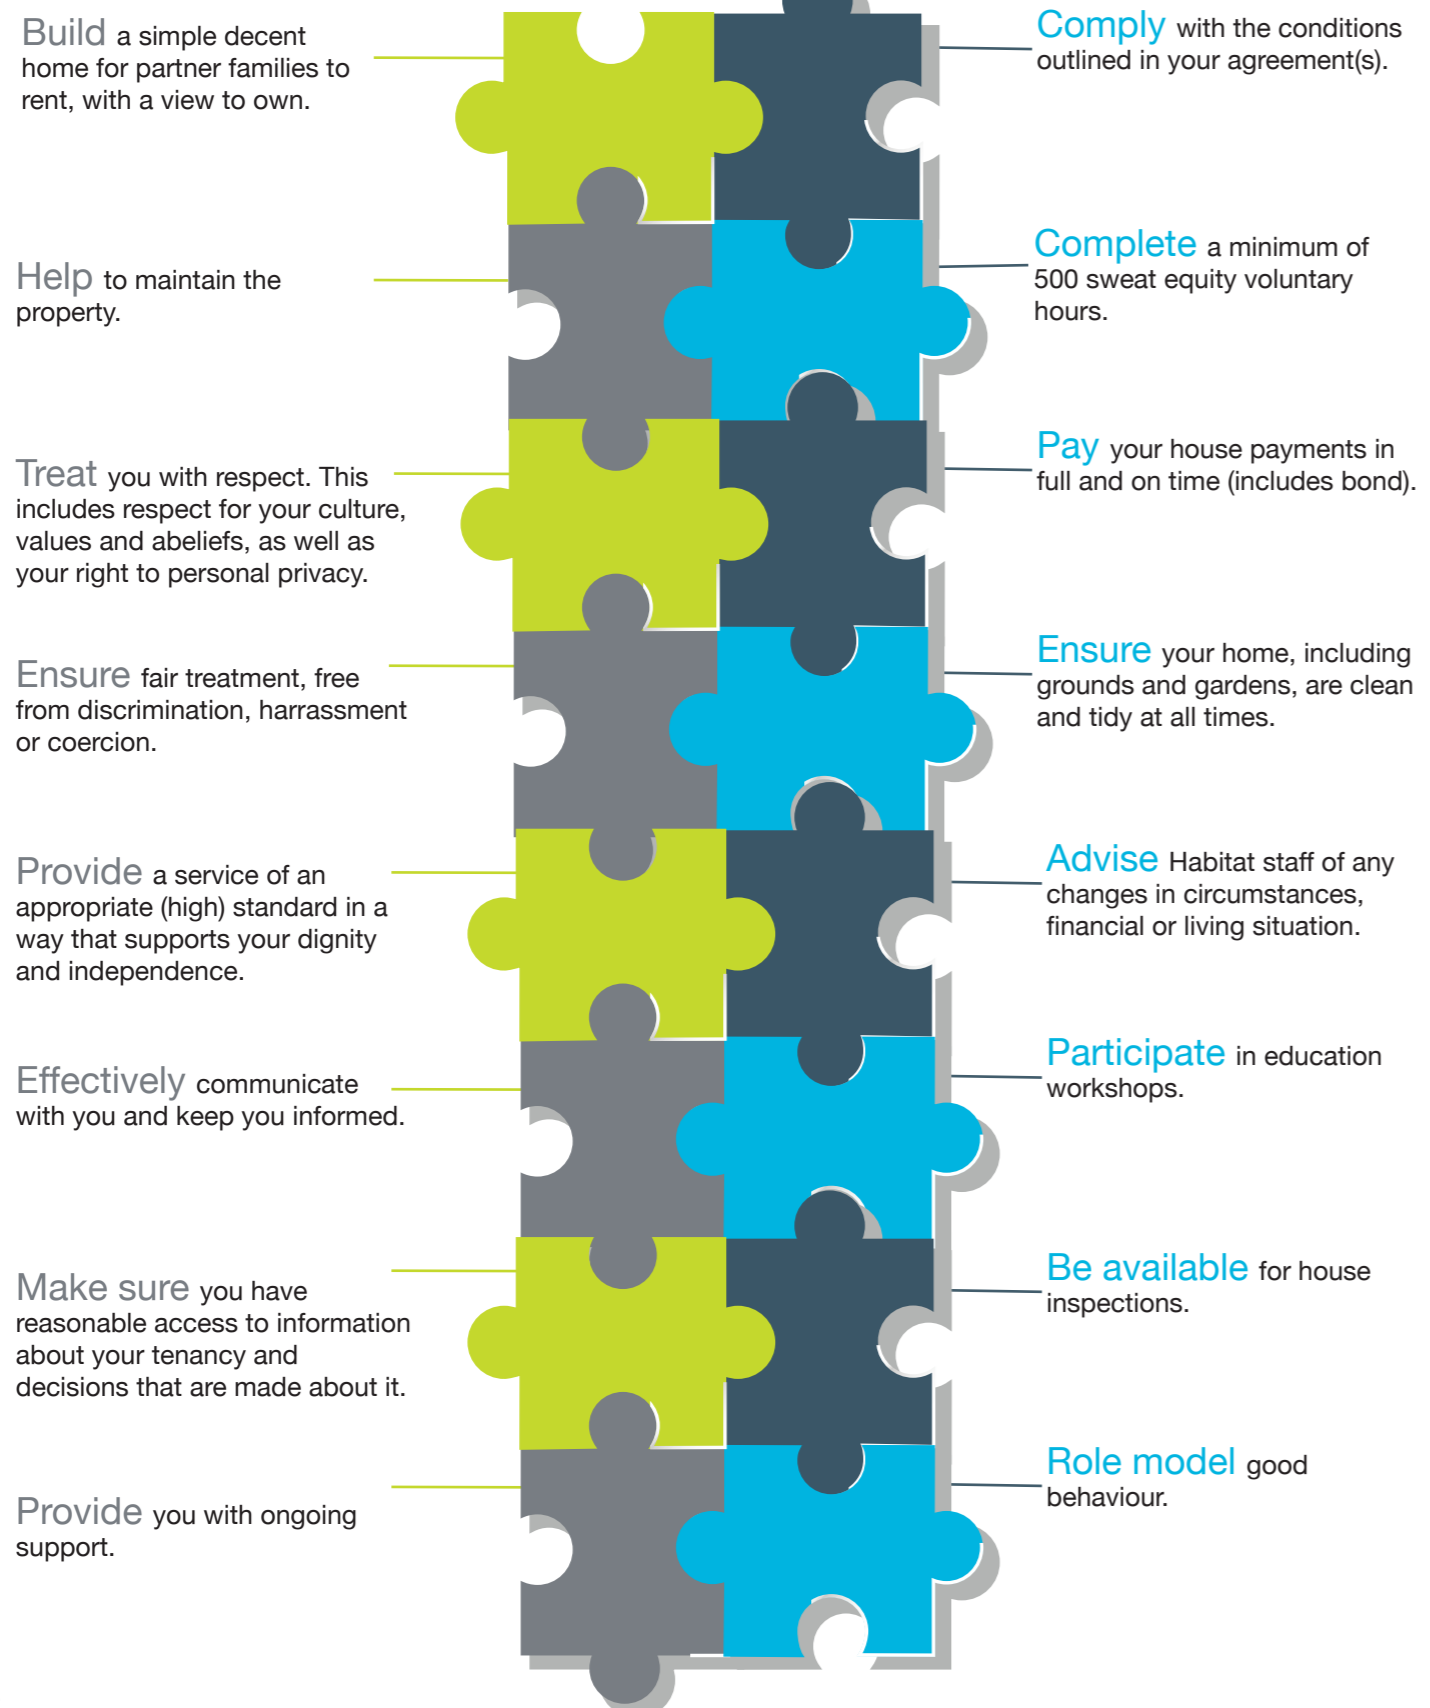 Build a simple decent
home for partner families to
rent, with a view to own.
Help to maintain the
property.
Treat you with respect. This
includes respect for your culture,
values and abeliefs, as well as
your right to personal privacy.
Ensure fair treatment, free
from discrimination, harrassment
or coercion.
Provide a service of an
appropriate (high) standard in a
way that supports your dignity
and independence.
Effectively communicate
with you and keep you informed.
Make sure you have
reasonable access to information
about your tenancy and
decisions that are made about it.
Provide you with ongoing
support.
Comply with the conditions
outlined in your agreement(s).
Complete a minimum of
500 sweat equity voluntary
hours.
Pay your house payments in
full and on time (includes bond).
Ensure your home, including
grounds and gardens, are clean
and tidy at all times.
Advise Habitat staff of any
changes in circumstances,
financial or living situation.
Participate in education
workshops.
Be available for house
inspections.
Role model good
behaviour.